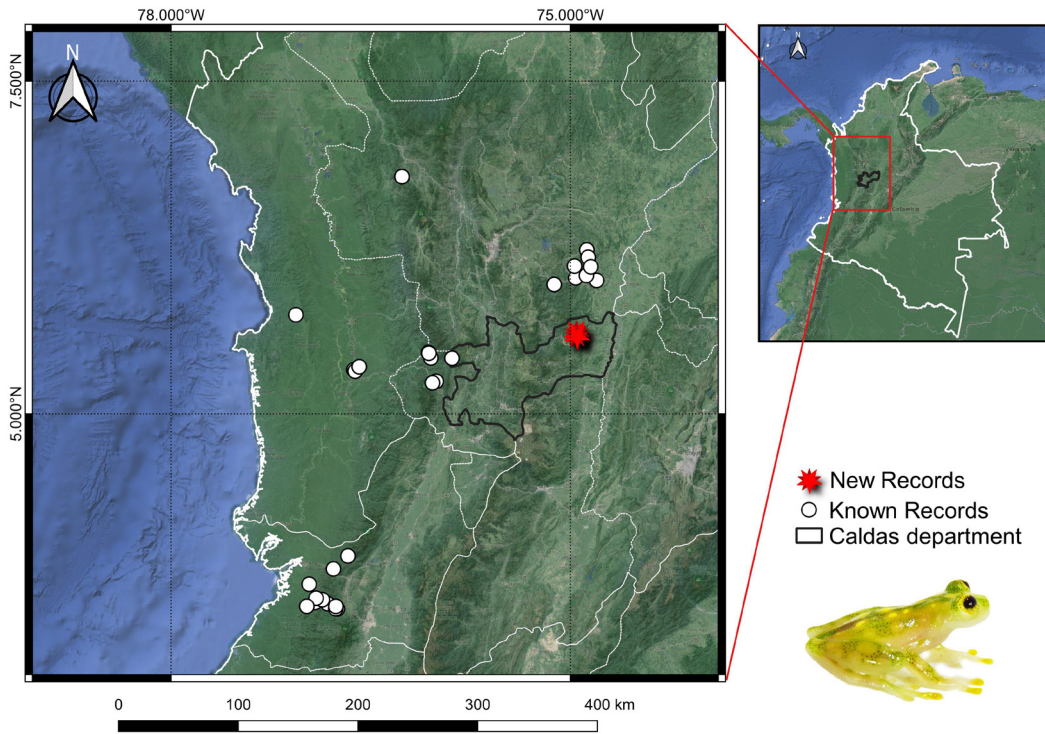 78.000°W
75.000°W
N
7.500°N
5.000°N
0
100
200
300
400 km
N
Colombia
New Records
Known Records
Caldas department